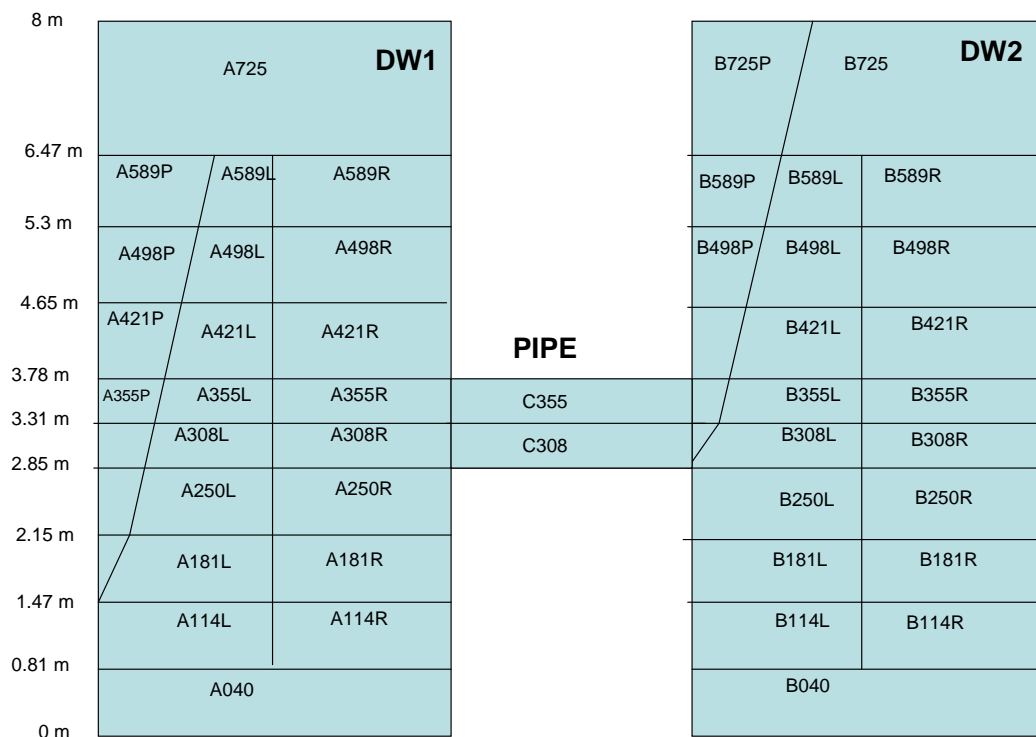 8 m
A725
DW1
B725P
B725
DW2
6.47 m
A589P
A589L
A589R
B589P
B589L
B589R
5.3 m
A498P
A498L
A498R
B498P
B498L
B498R
4.65 m
A421P
A421L
A421R
B421L
B421R
PIPE
3.78 m
A355P
A355L
A355R
C355
B355L
B355R
3.31 m
A308L
A308R
C308
B308L
B308R
2.85 m
A250L
A250R
B250L
B250R
2.15 m
A181L
A181R
B181L
B181R
1.47 m
A114L
A114R
B114L
B114R
0.81 m
A040
B040
0 m